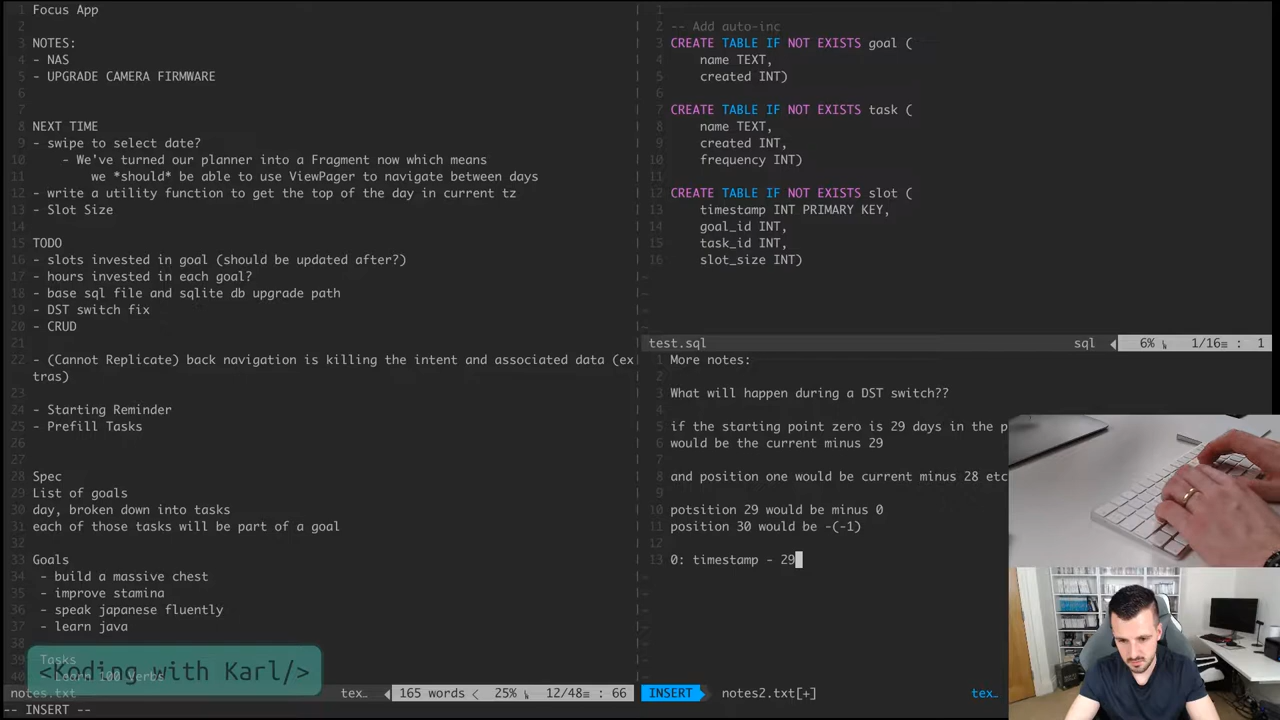 1 Focus App
2
3 NOTES:
4 - NAS
5 - UPGRADE CAMERA FIRMWARE
6
7
8 NEXT TIME
9 - swipe to select date?
10 - We've turned our planner into a Fragment now which means
11 we *should* be able to use ViewPager to navigate between days
12 - write a utility function to get the top of the day in current tz
13 - Slot Size
14
15 TODO
16 - slots invested in goal (should be updated after?)
17 - hours invested in each goal?
18 - base sql file and sqlite db upgrade path
19 - DST switch fix
20 - CRUD
21
22 - (Cannot Replicate) back navigation is killing the intent and associated data (ex
tras)
23
24 - Starting Reminder
25 - Prefill Tasks
26
27
28 Spec
29 List of goals
30 day, broken down into tasks
31 each of those tasks will be part of a goal
32
33 Goals
34 - build a massive chest
35 - improve stamina
36 - speak japanese fluently
37 - learn java
38
39 Tasks
40 - Learn 100 verbs
<Koding with Karl/>
notes.txt tex… 165 words < 25% 12/48≡ : 66
-- INSERT --
1
2 -- Add auto-inc
3 CREATE TABLE IF NOT EXISTS goal (
4 name TEXT,
5 created INT)
6
7 CREATE TABLE IF NOT EXISTS task (
8 name TEXT,
9 created INT,
10 frequency INT)
11
12 CREATE TABLE IF NOT EXISTS slot (
13 timestamp INT PRIMARY KEY,
14 goal_id INT,
15 task_id INT,
16 slot_size INT)
test.sql sql 6% 1/16≡ : 1
1 More notes:
2
3 What will happen during a DST switch??
4
5 if the starting point zero is 29 days in the p
6 would be the current minus 29
7
8 and position one would be current minus 28 etc
9
10 potsition 29 would be minus 0
11 position 30 would be -(-1)
12
13 0: timestamp - 29
INSERT notes2.txt[+] tex…